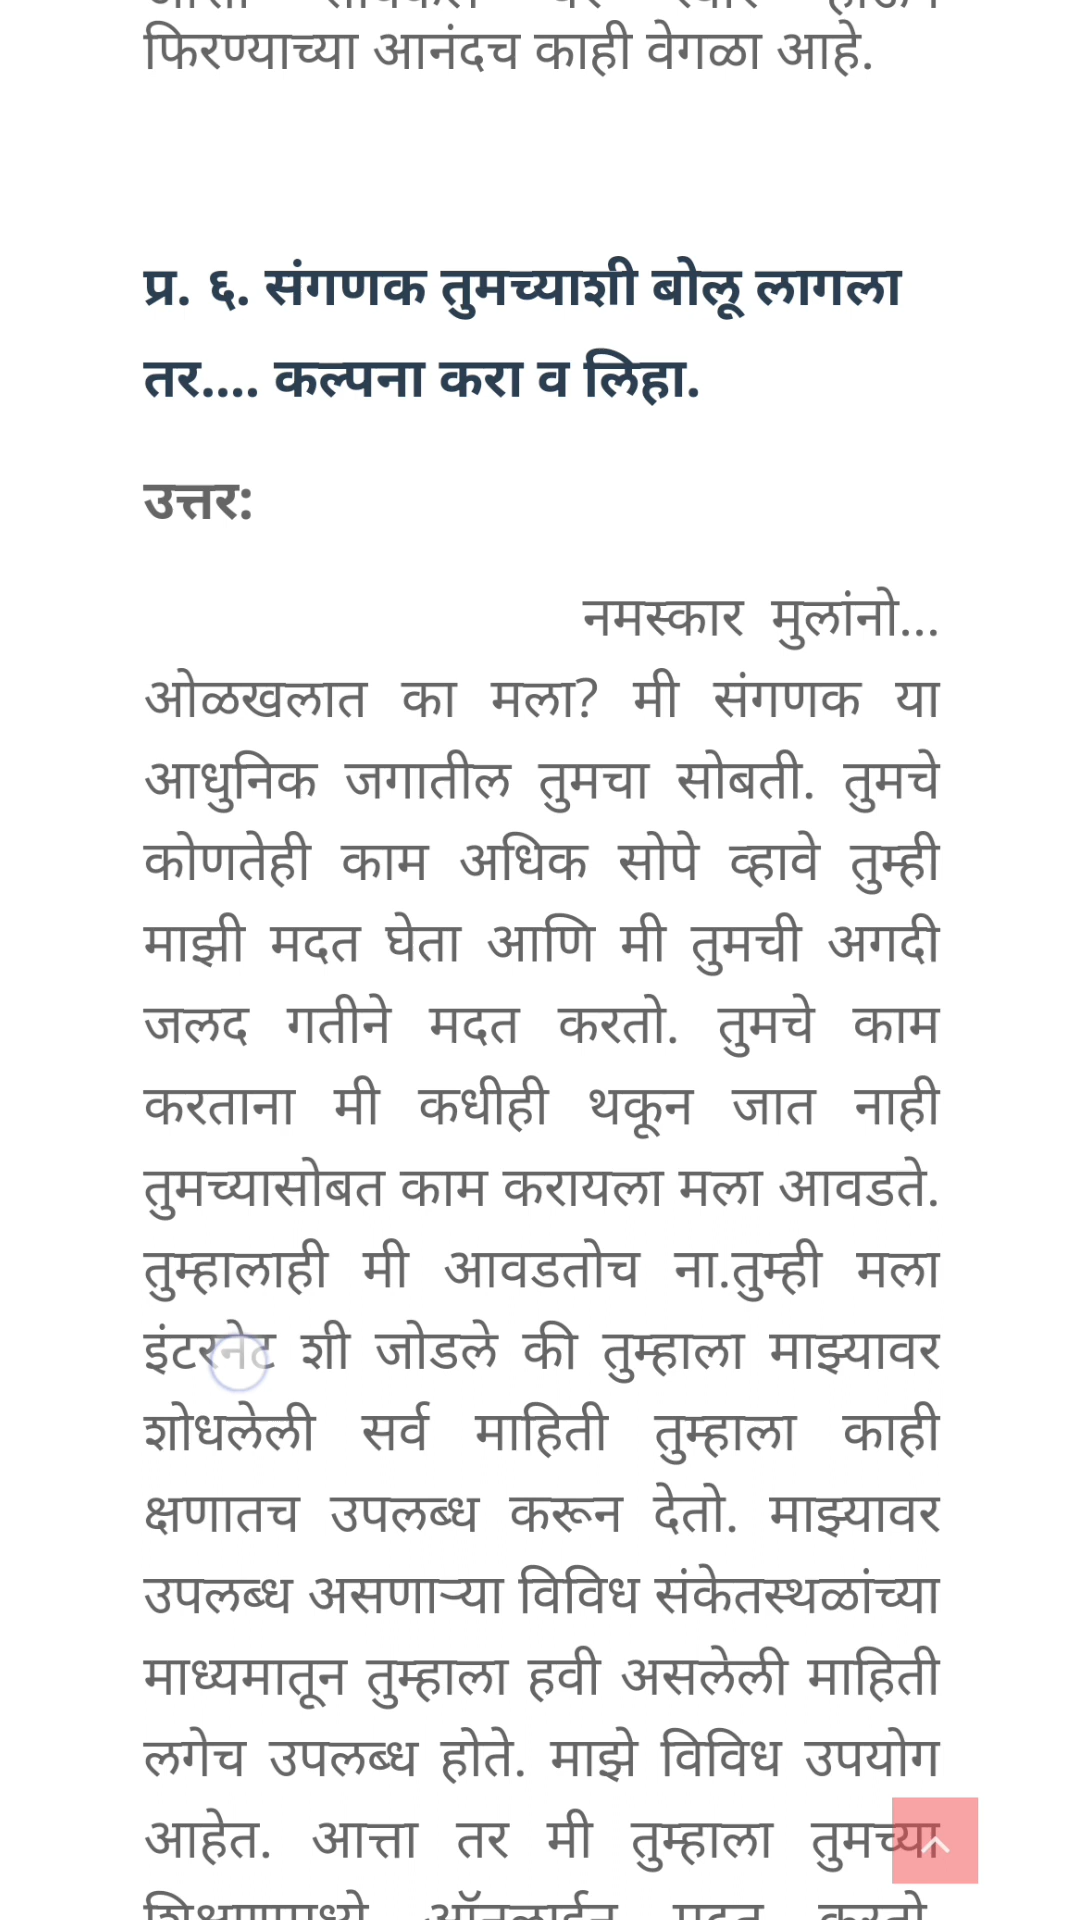 फिरण्याच्या आनंदच काही वेगळा आहे.
प्र. ६. संगणक तुमच्याशी बोलू लागला
तर.... कल्पना करा व लिहा.
उत्तर:
नमस्कार मुलांनो...
ओळखलात का मला? मी संगणक या
आधुनिक जगातील तुमचा सोबती. तुमचे
कोणतेही काम अधिक सोपे व्हावे तुम्ही
माझी मदत घेता आणि मी तुमची अगदी
जलद गतीने मदत करतो. तुमचे काम
करताना मी कधीही थकून जात नाही
तुमच्यासोबत काम करायला मला आवडते.
तुम्हालाही मी आवडतोच ना.तुम्ही मला
इंटरनेट शी जोडले की तुम्हाला माझ्यावर
शोधलेली सर्व माहिती तुम्हाला काही
क्षणातच उपलब्ध करून देतो. माझ्यावर
उपलब्ध असणाऱ्या विविध संकेतस्थळांच्या
माध्यमातून तुम्हाला हवी असलेली माहिती
लगेच उपलब्ध होते. माझे विविध उपयोग
आहेत. आत्ता तर मी तुम्हाला तुमच्या